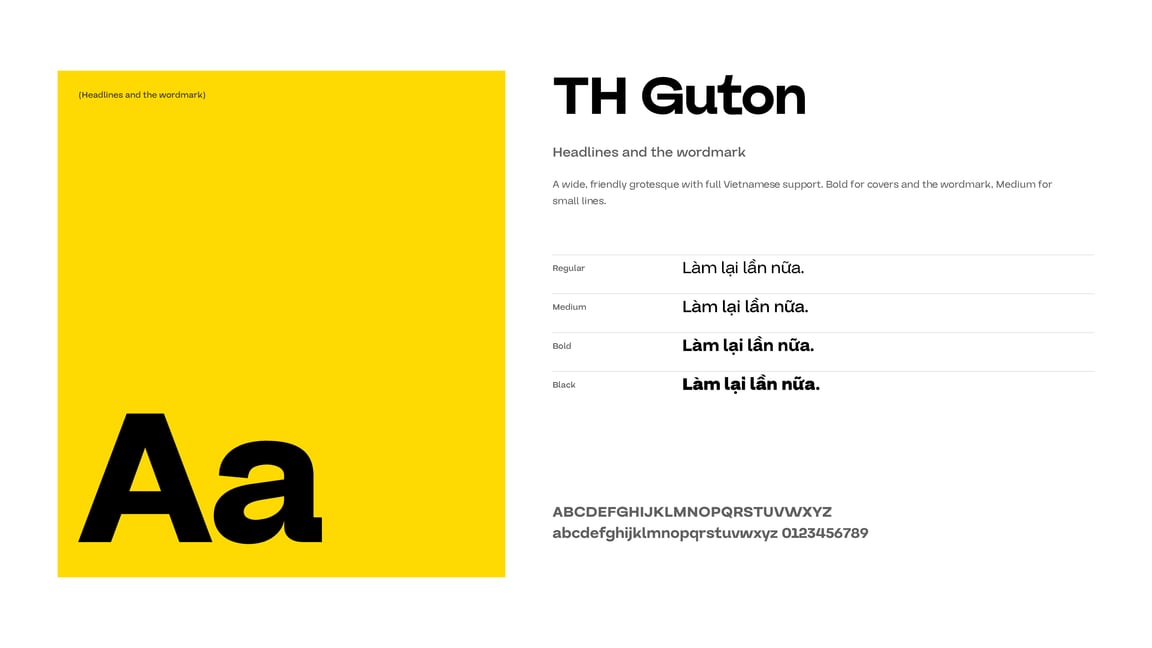 (Headlines and the wordmark)
Aa
TH Guton
Headlines and the wordmark
A wide, friendly grotesque with full Vietnamese support. Bold for covers and the wordmark, Medium for
small lines.
Regular Làm lại lần nữa.
Medium Làm lại lần nữa.
Bold Làm lại lần nữa.
Black Làm lại lần nữa.
ABCDEFGHIJKLMNOPQRSTUVWXYZ
abcdefghijklmnopqrstuvwxyz 0123456789